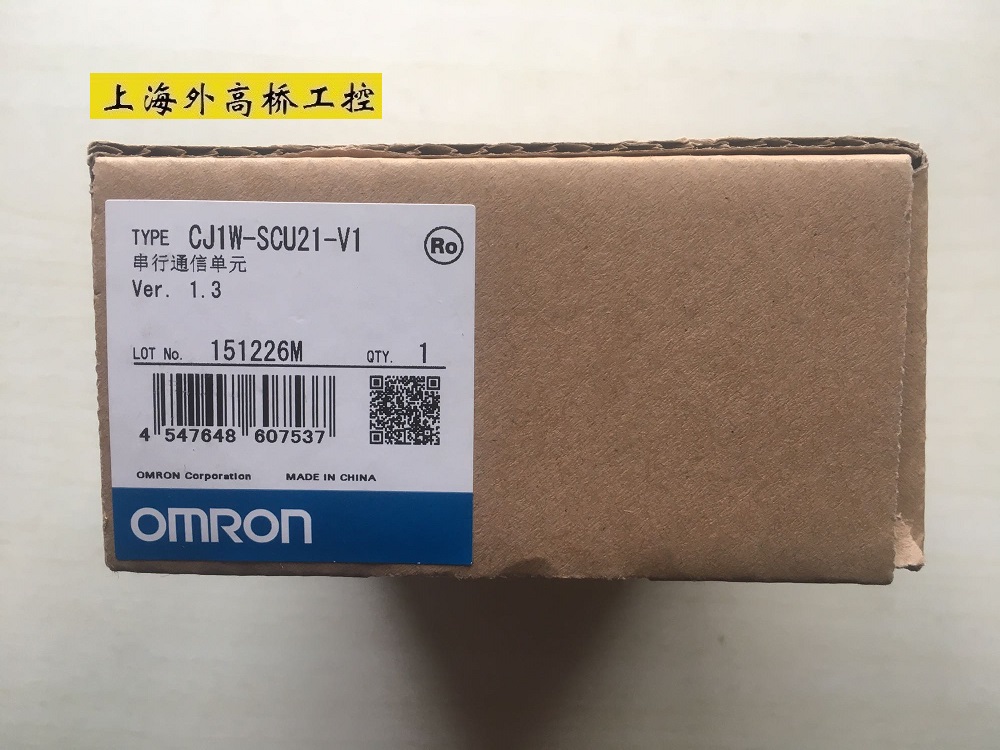 上海外高桥工控
TYPE CJ1W-SCU21-V1
Ro
串行通信单元
Ver. 1.3
LOT No. 151226M QTY. 1
4 547648 607537
OMRON Corporation MADE IN CHINA
OMRON